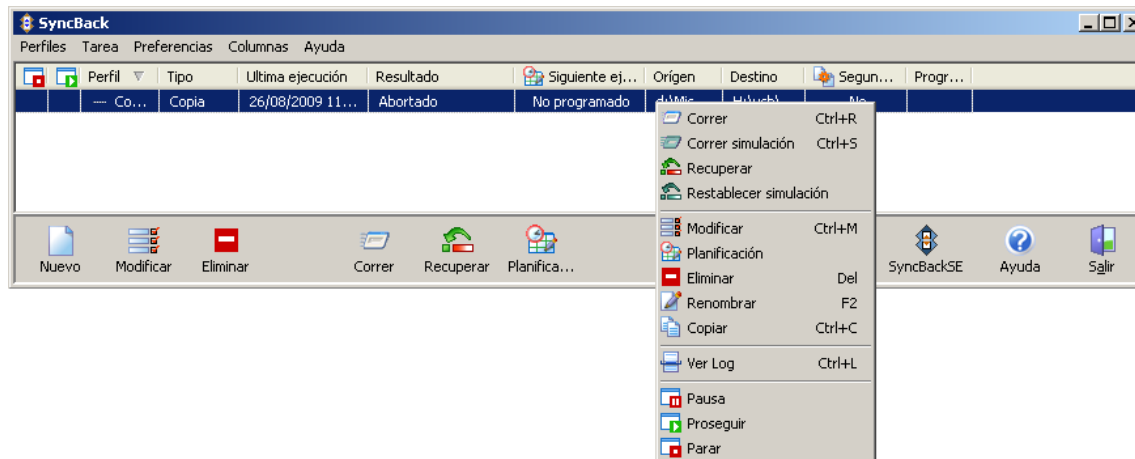 SyncBack
Perfiles Tarea Preferencias Columnas Ayuda
Perfil Tipo Ultima ejecución Resultado Siguiente ej... Orígen Destino Segun... Progr...
Co... Copia 26/08/2009 11... Abortado No programado d:\Mis H:\usb\ No
Correr Ctrl+R
Correr simulación Ctrl+S
Recuperar
Restablecer simulación
Modificar Ctrl+M
Planificación
Eliminar Del
Renombrar F2
Copiar Ctrl+C
Ver Log Ctrl+L
Pausa
Proseguir
Parar
Nuevo Modificar Eliminar Correr Recuperar Planifica... SyncBackSE Ayuda Salir